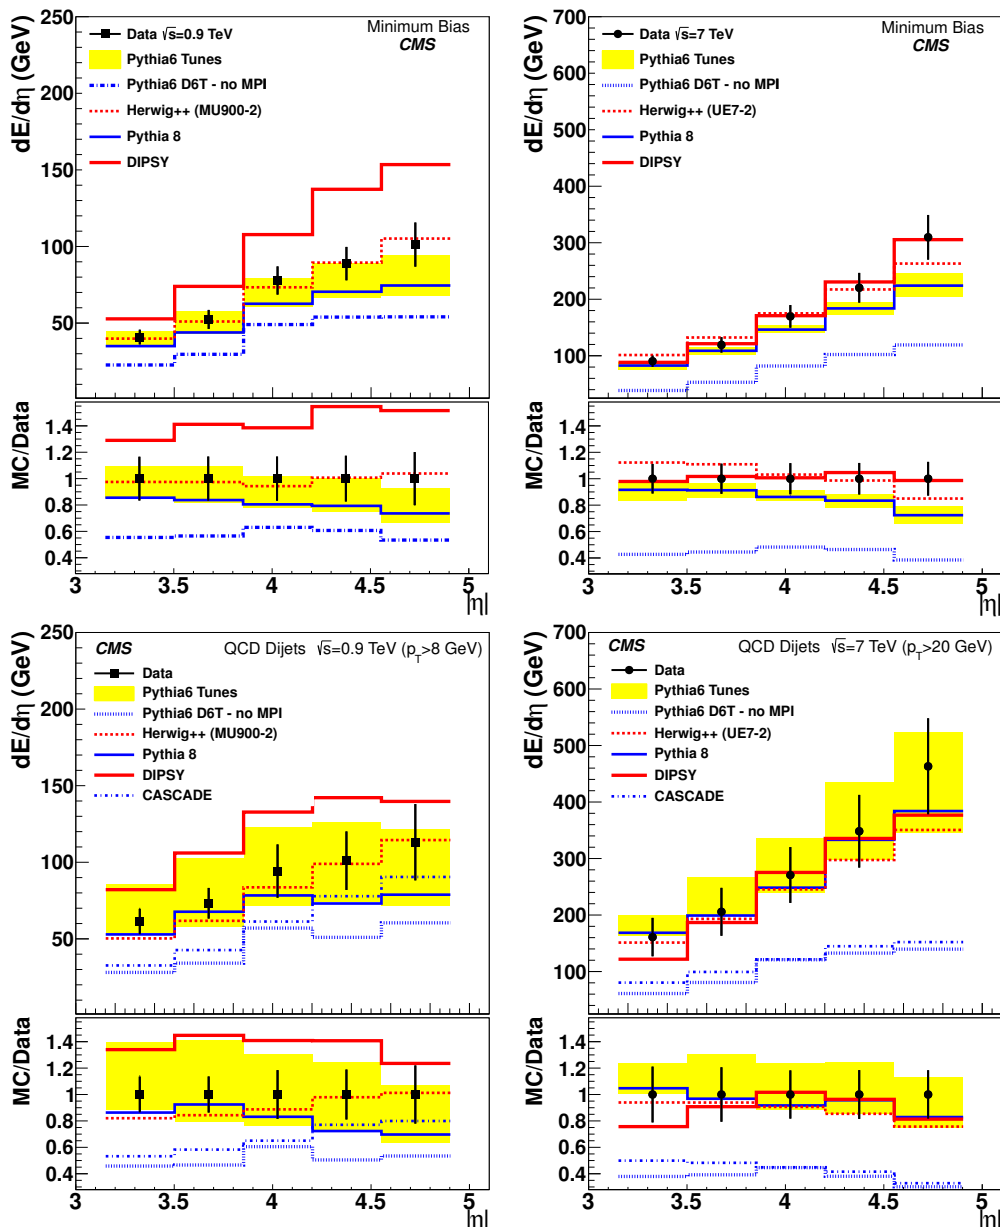 dE/dη (GeV)
250
200
150
100
50
Minimum Bias
CMS
Data √s=0.9 TeV
Pythia6 Tunes
Pythia6 D6T - no MPI
Herwig++ (MU900-2)
Pythia 8
DIPSY
MC/Data
1.4
1.2
1
0.8
0.6
0.4
3 3.5 4 4.5 5
|η|
dE/dη (GeV)
700
600
500
400
300
200
100
Minimum Bias
CMS
Data √s=7 TeV
Pythia6 Tunes
Pythia6 D6T - no MPI
Herwig++ (UE7-2)
Pythia 8
DIPSY
MC/Data
1.4
1.2
1
0.8
0.6
0.4
3 3.5 4 4.5 5
|η|
dE/dη (GeV)
250
200
150
100
50
CMS QCD Dijets √s=0.9 TeV (p_T>8 GeV)
Data
Pythia6 Tunes
Pythia6 D6T - no MPI
Herwig++ (MU900-2)
Pythia 8
DIPSY
CASCADE
MC/Data
1.4
1.2
1
0.8
0.6
0.4
3 3.5 4 4.5 5
|η|
dE/dη (GeV)
700
600
500
400
300
200
100
CMS QCD Dijets √s=7 TeV (p_T>20 GeV)
Data
Pythia6 Tunes
Pythia6 D6T - no MPI
Herwig++ (UE7-2)
Pythia 8
DIPSY
CASCADE
MC/Data
1.4
1.2
1
0.8
0.6
0.4
3 3.5 4 4.5 5
|η|